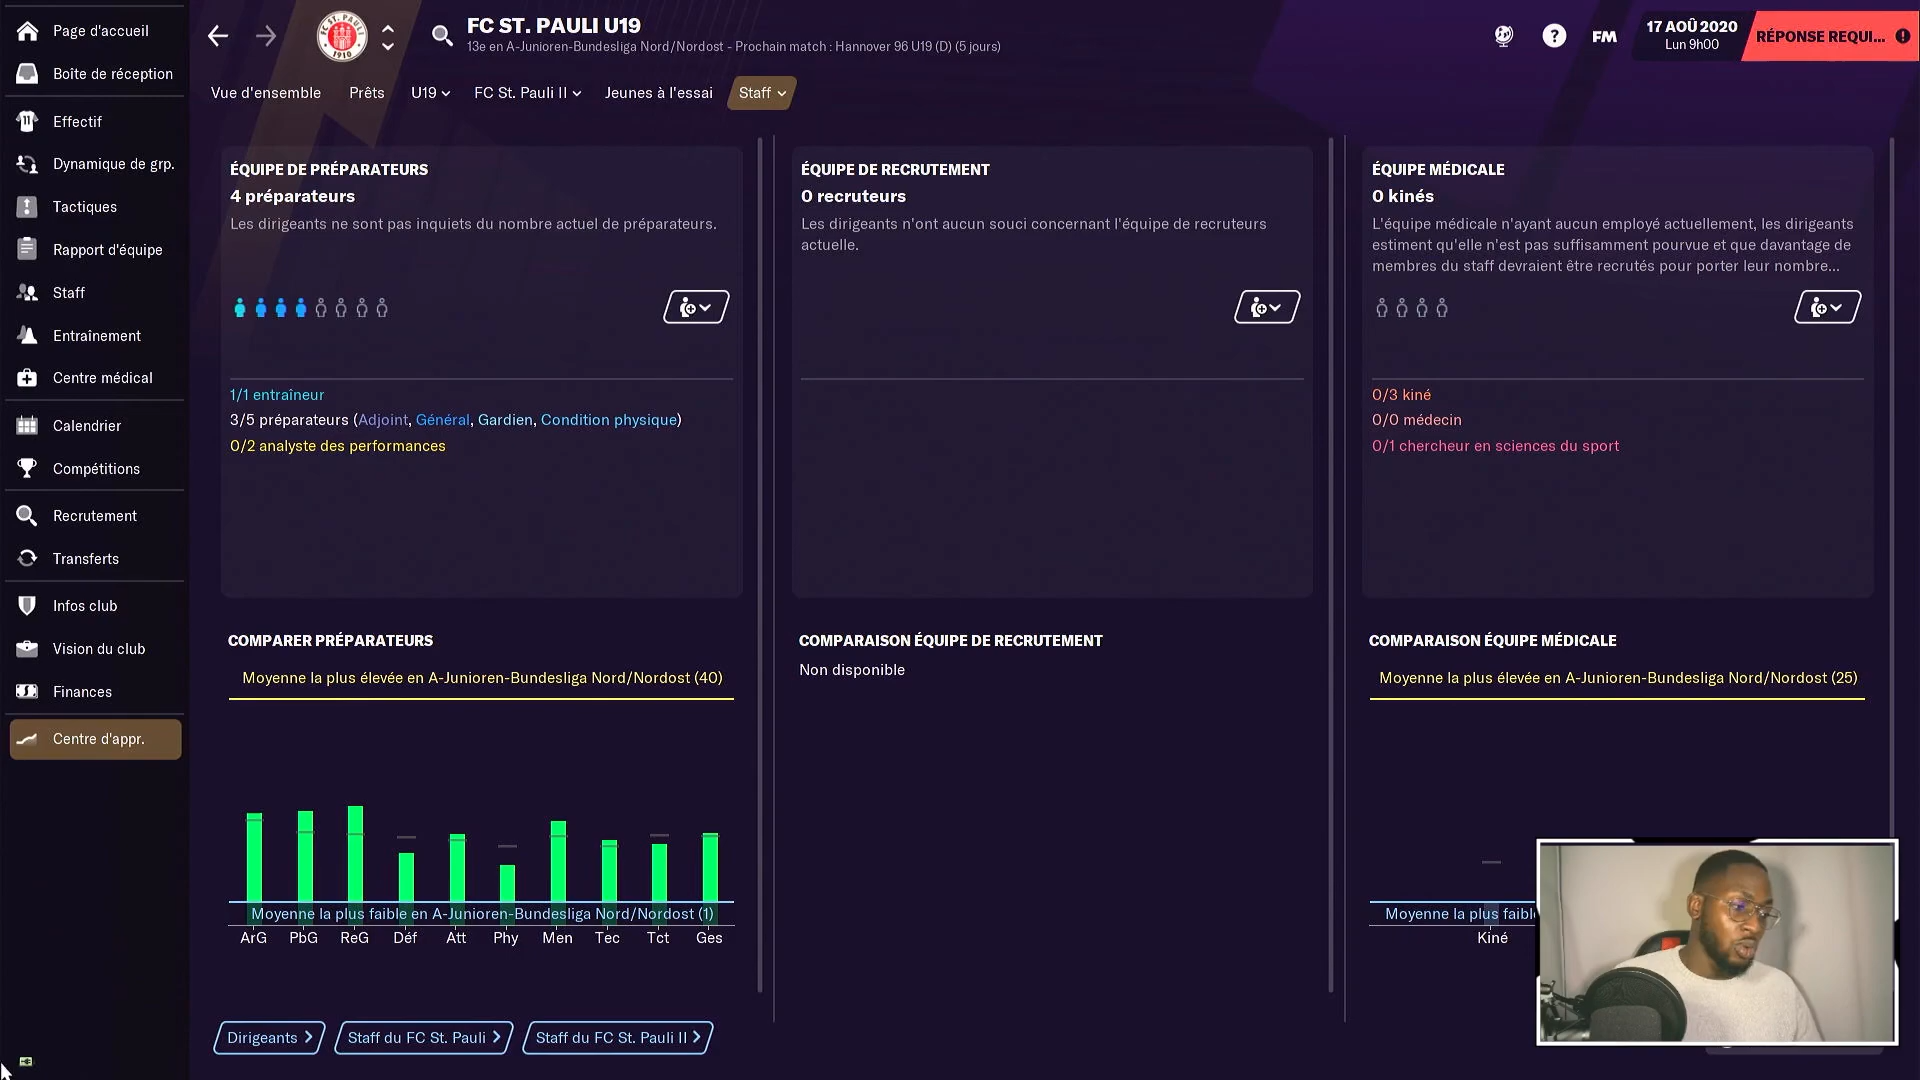 Page d'accueil
Boîte de réception
Effectif
Dynamique de grp.
Tactiques
Rapport d'équipe
Staff
Entraînement
Centre médical
Calendrier
Compétitions
Recrutement
Transferts
Infos club
Vision du club
Finances
Centre d'appr.
FC ST. PAULI
1910
FC ST. PAULI U19
13e en A-Junioren-Bundesliga Nord/Nordost - Prochain match : Hannover 96 U19 (D) (5 jours)
?
FM
17 AOÛ 2020
Lun 9h00
RÉPONSE REQUI...
Vue d'ensemble
Prêts
U19
FC St. Pauli II
Jeunes à l'essai
Staff
ÉQUIPE DE PRÉPARATEURS
4 préparateurs
Les dirigeants ne sont pas inquiets du nombre actuel de préparateurs.
1/1 entraîneur
3/5 préparateurs (Adjoint, Général, Gardien, Condition physique)
0/2 analyste des performances
COMPARER PRÉPARATEURS
Moyenne la plus élevée en A-Junioren-Bundesliga Nord/Nordost (40)
Moyenne la plus faible en A-Junioren-Bundesliga Nord/Nordost (1)
ArG PbG ReG Déf Att Phy Men Tec Tct Ges
ÉQUIPE DE RECRUTEMENT
0 recruteurs
Les dirigeants n'ont aucun souci concernant l'équipe de recruteurs
actuelle.
COMPARAISON ÉQUIPE DE RECRUTEMENT
Non disponible
ÉQUIPE MÉDICALE
0 kinés
L'équipe médicale n'ayant aucun employé actuellement, les dirigeants
estiment qu'elle n'est pas suffisamment pourvue et que davantage de
membres du staff devraient être recrutés pour porter leur nombre...
0/3 kiné
0/0 médecin
0/1 chercheur en sciences du sport
COMPARAISON ÉQUIPE MÉDICALE
Moyenne la plus élevée en A-Junioren-Bundesliga Nord/Nordost (25)
Moyenne la plus faible
Kiné
Dirigeants
Staff du FC St. Pauli
Staff du FC St. Pauli II